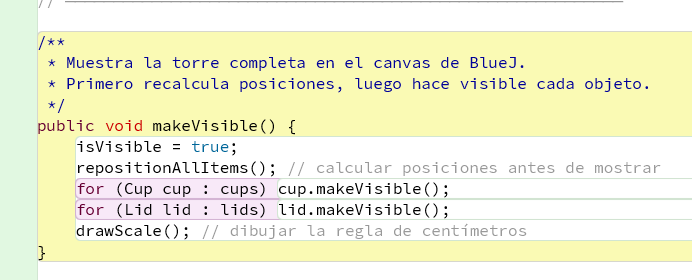 //
/**
* Muestra la torre completa en el canvas de BlueJ.
* Primero recalcula posiciones, luego hace visible cada objeto.
*/
public void makeVisible() {
isVisible = true;
repositionAllItems(); // calcular posiciones antes de mostrar
for (Cup cup : cups) cup.makeVisible();
for (Lid lid : lids) lid.makeVisible();
drawScale(); // dibujar la regla de centímetros
}